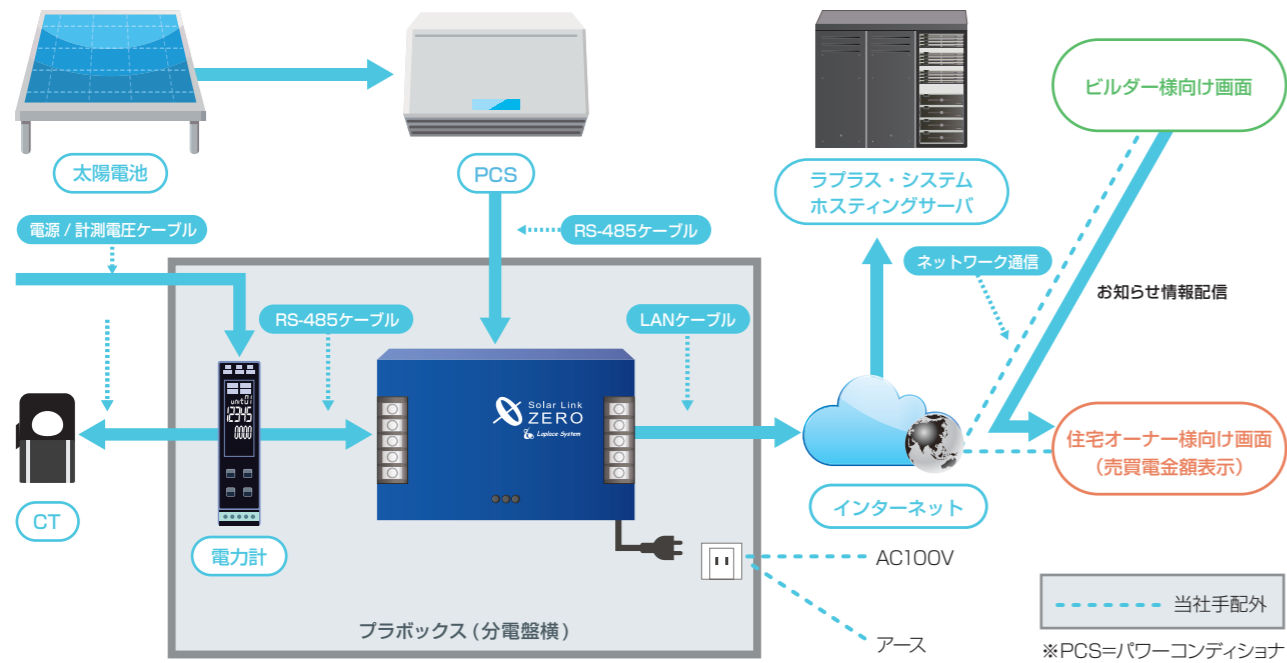 太陽電池
PCS
ラプラス・システム
ホスティングサーバ
ビルダー様向け画面
電源 / 計測電圧ケーブル
RS-485ケーブル
ネットワーク通信
お知らせ情報配信
RS-485ケーブル
LANケーブル
unit01
12345
0000
Solar Link
ZERO
Laplace System
住宅オーナー様向け画面
(売買電金額表示)
CT
電力計
インターネット
AC100V
アース
プラボックス (分電盤横)
当社手配外
※PCS=パワーコンディショナ